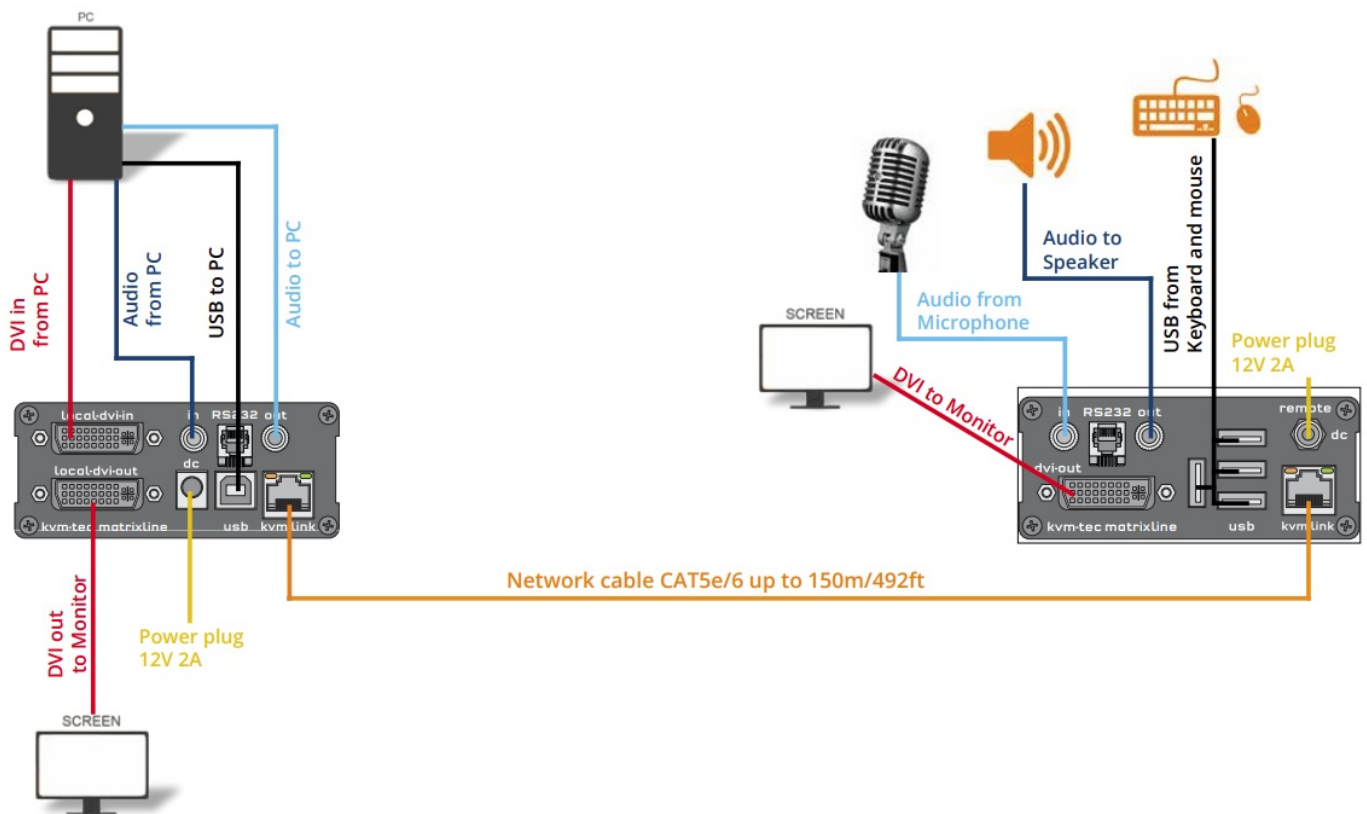 PC
DVI in
from PC
Audio
from PC
USB to PC
Audio to PC
local-dvi-in
in RS232 out
local-dvi-out
dc
kvm-tec matrixline
usb
kvm link
DVI out
to Monitor
Power plug
12V 2A
SCREEN
Network cable CAT5e/6 up to 150m/492ft
SCREEN
DVI to Monitor
Audio from
Microphone
Audio to
Speaker
USB from
Keyboard and mouse
Power plug
12V 2A
in RS232 out
remote
dc
dvi-out
kvm-tec matrixline
usb
kvm link